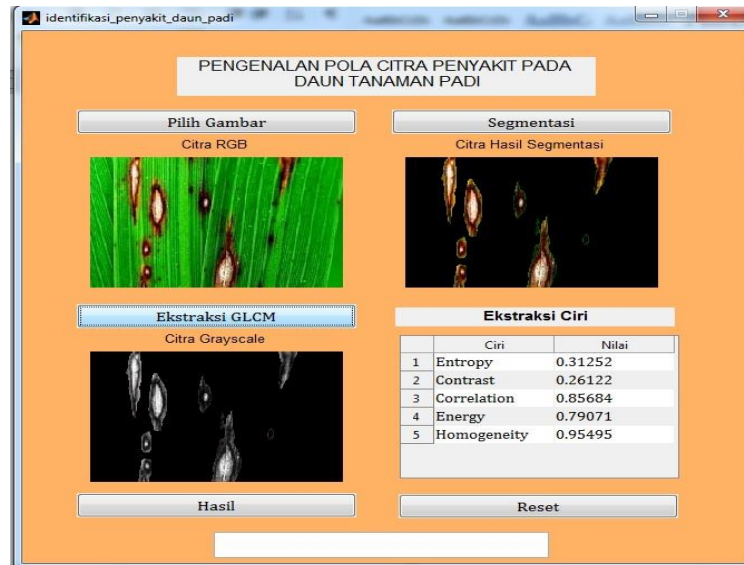 identifikasi_penyakit_daun_padi
PENGENALAN POLA CITRA PENYAKIT PADA
DAUN TANAMAN PADI
Pilih Gambar
Segmentasi
Citra RGB
Citra Hasil Segmentasi
Ekstraksi GLCM
Ekstraksi Ciri
Citra Grayscale
Ciri Nilai
1 Entropy 0.31252
2 Contrast 0.26122
3 Correlation 0.85684
4 Energy 0.79071
5 Homogeneity 0.95495
Hasil
Reset